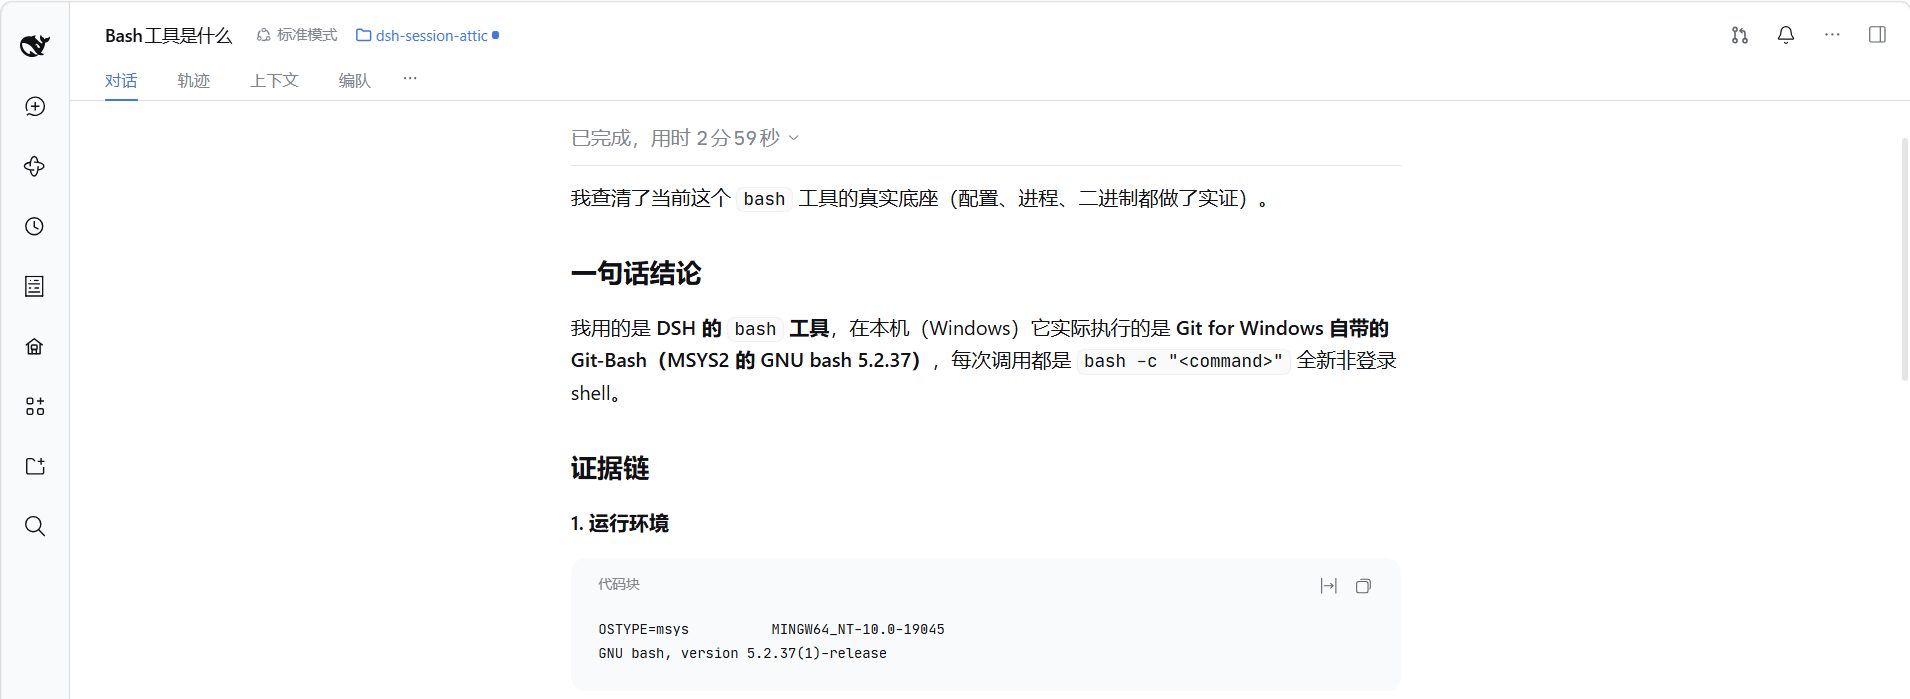 Bash工具是什么 标准模式 dsh-session-attic
对话 轨迹 上下文 编队 ···
已完成，用时 2分59秒
我查清了当前这个 bash 工具的真实底座（配置、进程、二进制都做了实证）。
一句话结论
我用的是 DSH 的 bash 工具，在本机（Windows）它实际执行的是 Git for Windows 自带的
Git-Bash（MSYS2 的 GNU bash 5.2.37），每次调用都是 bash -c "<command>" 全新非登录
shell。
证据链
1. 运行环境
代码块
OSTYPE=msys MINGW64_NT-10.0-19045
GNU bash, version 5.2.37(1)-release